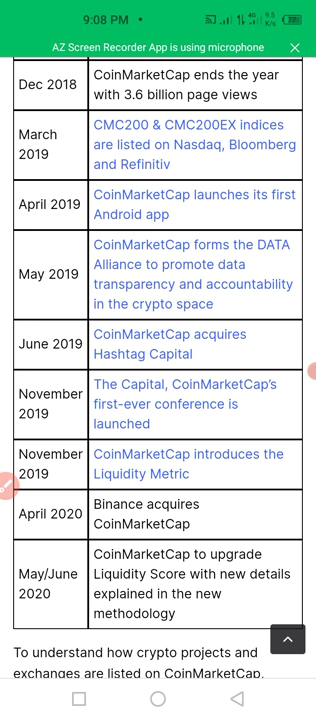 9:08 PM
4G 9.5 K/s
AZ Screen Recorder App is using microphone
Dec 2018
CoinMarketCap ends the year
with 3.6 billion page views
March
2019
CMC200 & CMC200EX indices
are listed on Nasdaq, Bloomberg
and Refinitiv
April 2019
CoinMarketCap launches its first
Android app
May 2019
CoinMarketCap forms the DATA
Alliance to promote data
transparency and accountability
in the crypto space
June 2019
CoinMarketCap acquires
Hashtag Capital
November
2019
The Capital, CoinMarketCap’s
first-ever conference is
launched
November
2019
CoinMarketCap introduces the
Liquidity Metric
April 2020
Binance acquires
CoinMarketCap
May/June
2020
CoinMarketCap to upgrade
Liquidity Score with new details
explained in the new
methodology
To understand how crypto projects and
exchanges are listed on CoinMarketCap,